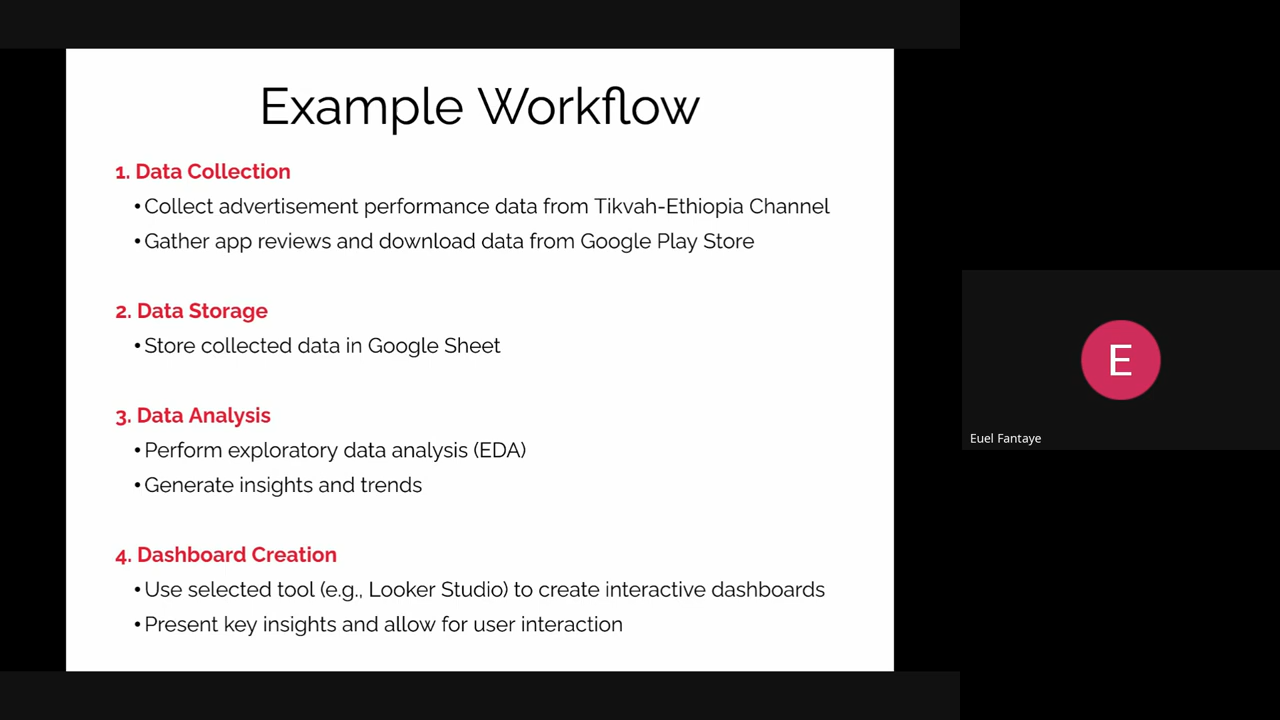 Example Workflow
1. Data Collection
•Collect advertisement performance data from Tikvah-Ethiopia Channel
•Gather app reviews and download data from Google Play Store
2. Data Storage
•Store collected data in Google Sheet
3. Data Analysis
•Perform exploratory data analysis (EDA)
•Generate insights and trends
4. Dashboard Creation
•Use selected tool (e.g., Looker Studio) to create interactive dashboards
•Present key insights and allow for user interaction
E
Euel Fantaye